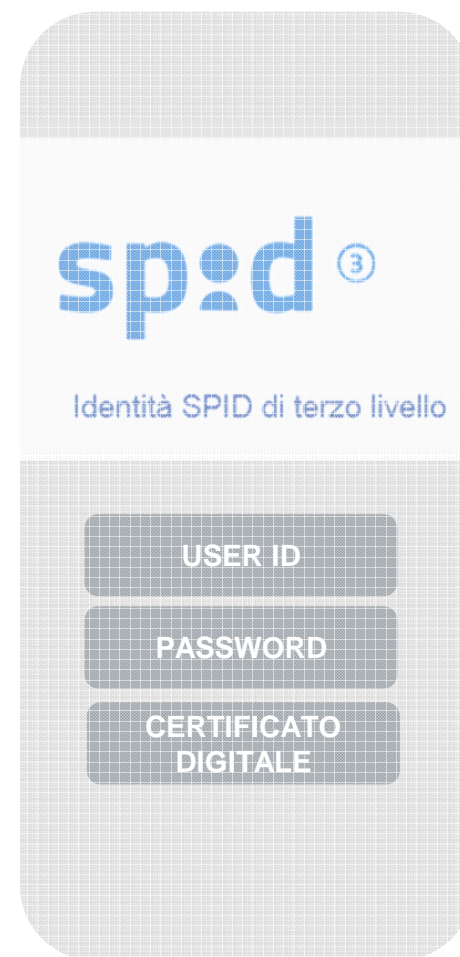 spid 3
Identità SPID di terzo livello
USER ID
PASSWORD
CERTIFICATO
DIGITALE